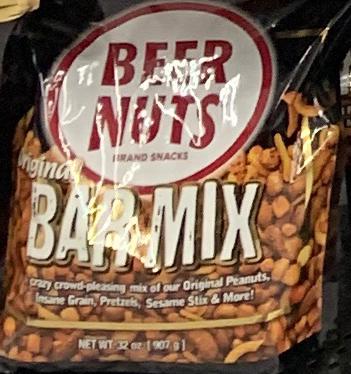 BEER
NUTS
BRAND SNACKS
Original
BAR MIX
crazy crowd-pleasing mix of our Original Peanuts,
Insane Grain, Pretzels, Sesame Stix & More!
NET WT 32 oz. [907 g]